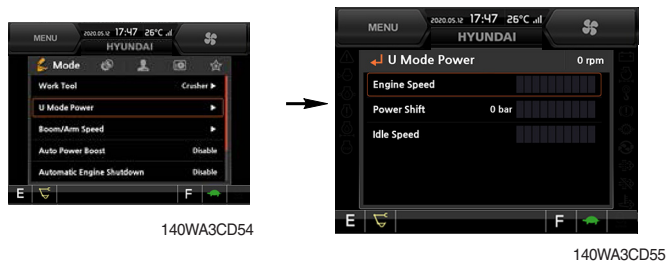 MENU
2020.05.12 17:47 26°C .ıll
HYUNDAI
Mode
Work Tool Crusher ►
U Mode Power ►
Boom/Arm Speed ►
Auto Power Boost Disable
Automatic Engine Shutdown Disable
E F
140WA3CD54
MENU
2020.05.12 17:47 26°C .ıll
HYUNDAI
U Mode Power 0 rpm
Engine Speed
Power Shift 0 bar
Idle Speed
E F
140WA3CD55